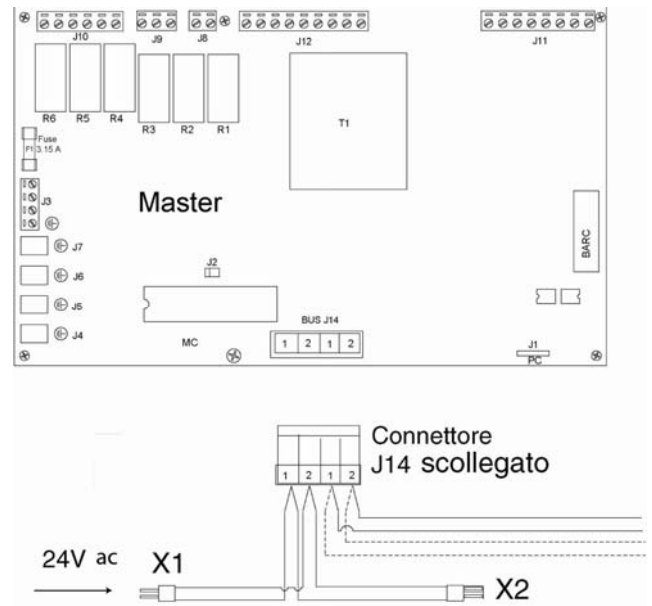 J10 J9 J8 J12 J11
R6 R5 R4 R3 R2 R1
T1
Fuse
F1 3.15 A
J3
Master
BARC
J7
J2
J6
J5
BUS J14
J4
MC
1 2 1 2
J1
PC
Connettore
J14 scollegato
1 2 1 2
24V ac X1
X2